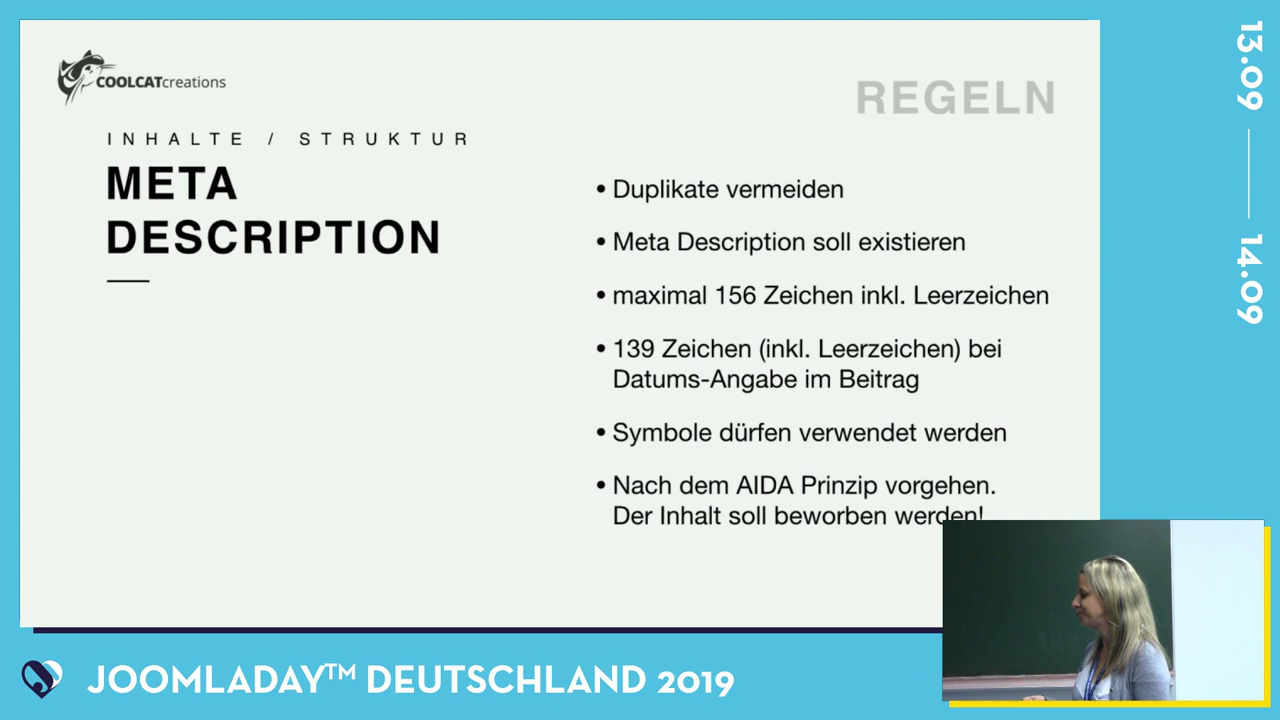 COOLCATcreations
REGELN
INHALTE / STRUKTUR
META
DESCRIPTION
• Duplikate vermeiden
• Meta Description soll existieren
• maximal 156 Zeichen inkl. Leerzeichen
• 139 Zeichen (inkl. Leerzeichen) bei
Datums-Angabe im Beitrag
• Symbole dürfen verwendet werden
• Nach dem AIDA Prinzip vorgehen.
Der Inhalt soll beworben werden!
13.09
14.09
JOOMLADAY™ DEUTSCHLAND 2019